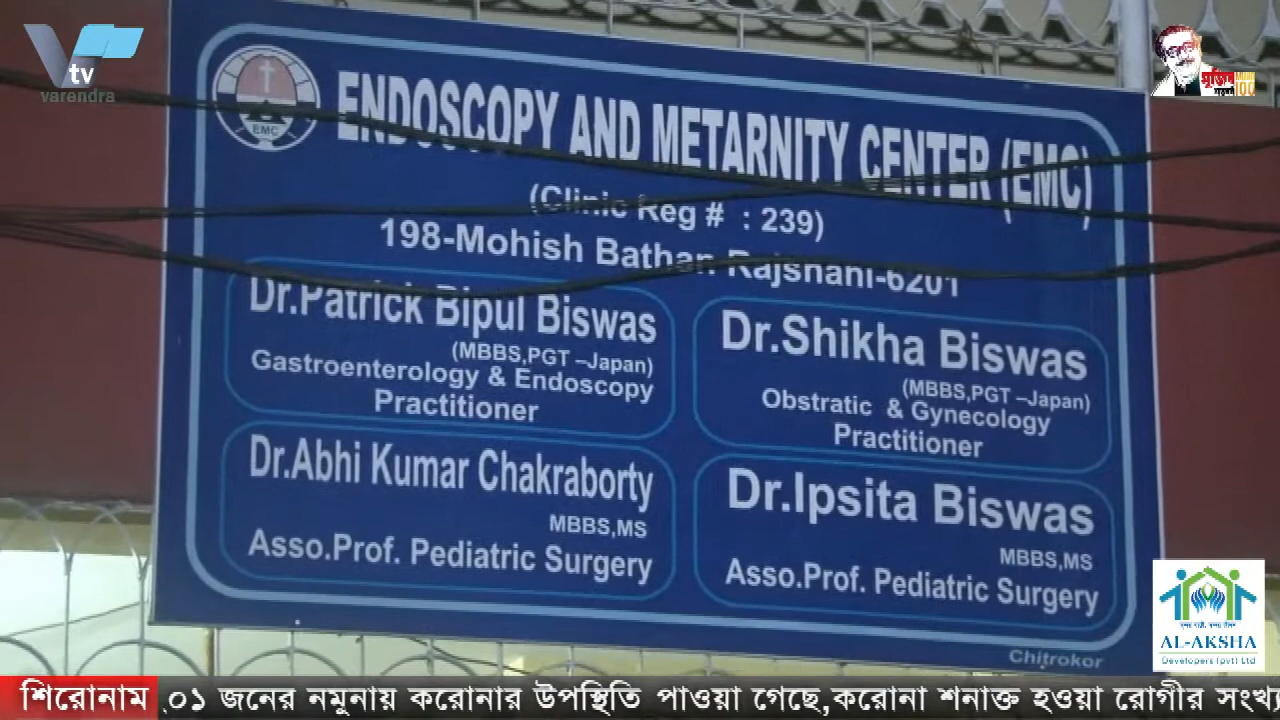 tv
varendra
মুজিব
শতবর্ষ
100
EMC
ENDOSCOPY AND METARNITY CENTER (EMC)
(Clinic Reg # : 239)
198-Mohish Bathan Rajshahi-6201
Dr.Patrick Bipul Biswas
(MBBS,PGT –Japan)
Gastroenterology & Endoscopy
Practitioner
Dr.Shikha Biswas
(MBBS,PGT –Japan)
Obstratic & Gynecology
Practitioner
Dr.Abhi Kumar Chakraborty
MBBS,MS
Asso.Prof. Pediatric Surgery
Dr.Ipsita Biswas
MBBS,MS
Asso.Prof. Pediatric Surgery
Chitrokor
AL-AKSHA
Developers (pvt) Ltd
শিরোনাম .০১ জনের নমুনায় করোনার উপস্থিতি পাওয়া গেছে,করোনা শনাক্ত হওয়া রোগীর সংখ্য